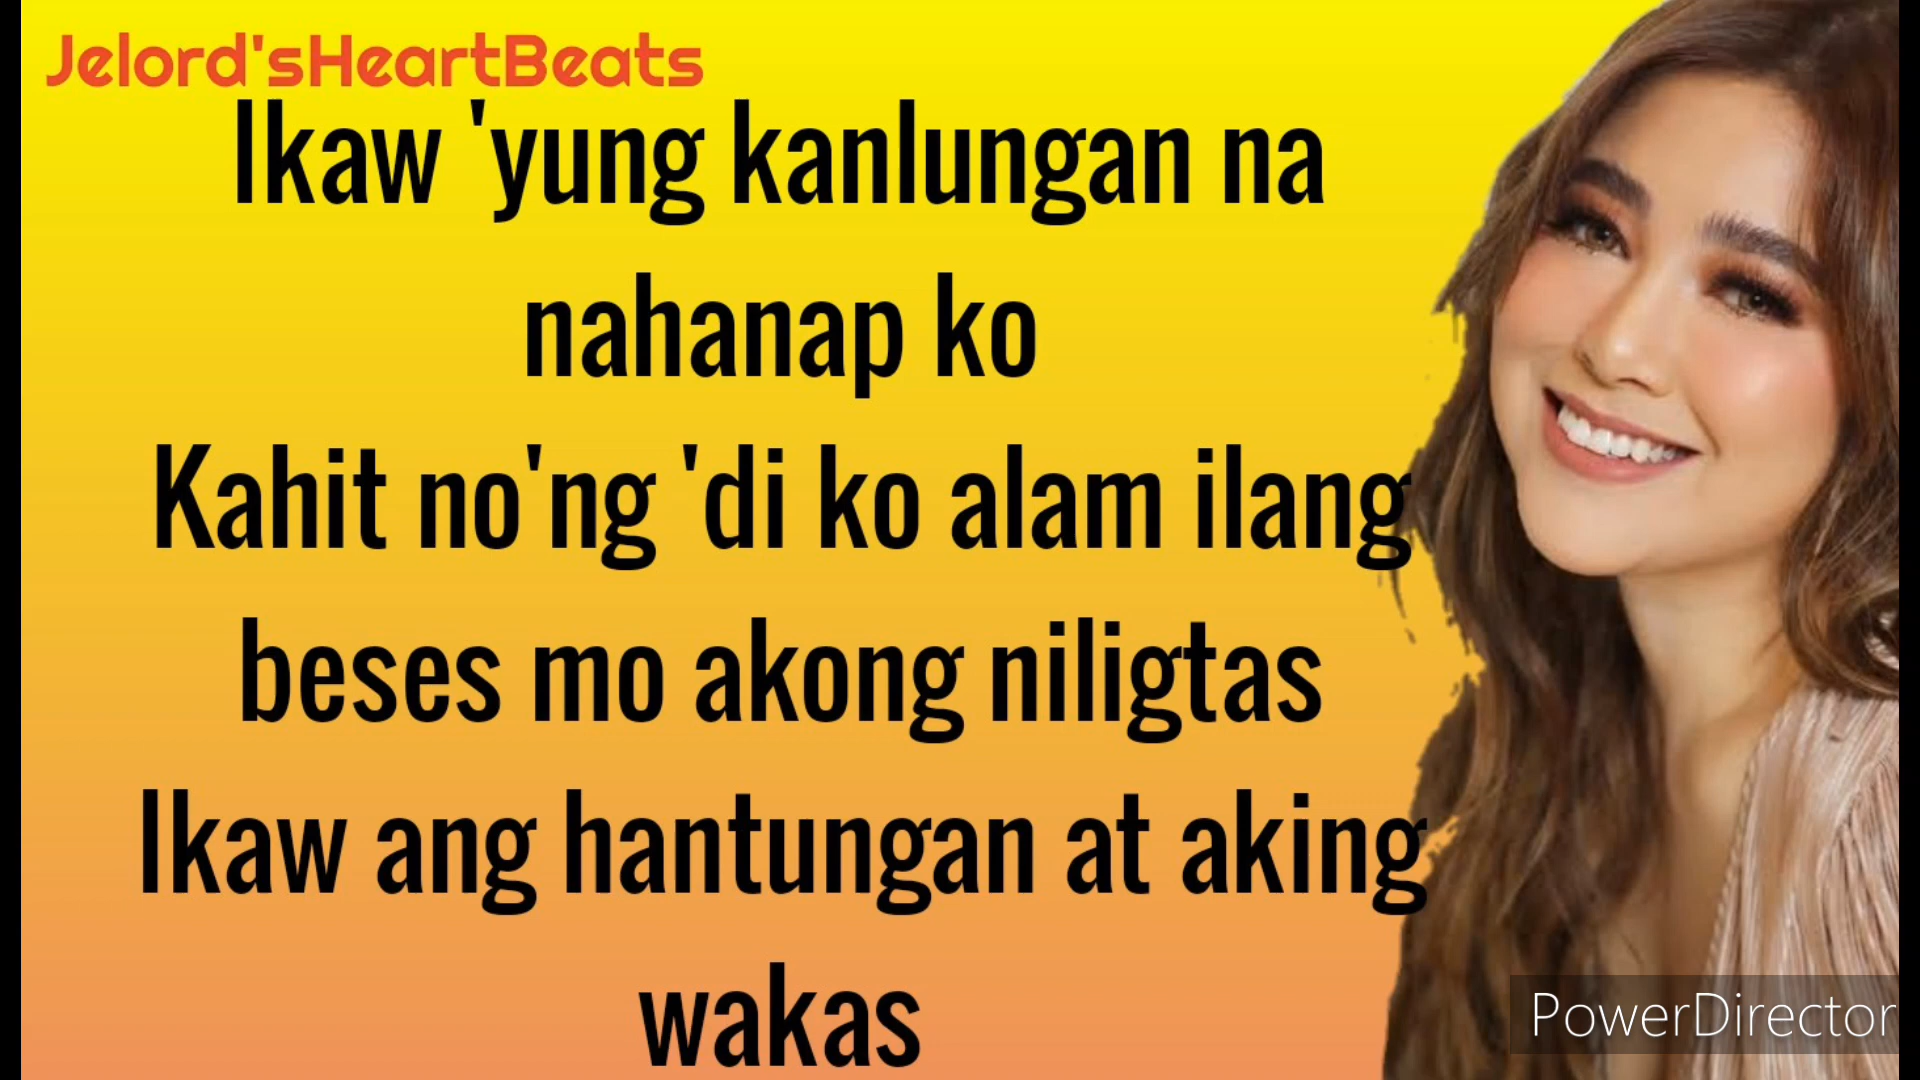 Jelord'sHeartBeats
Ikaw 'yung kanlungan na
nahanap ko
Kahit no'ng 'di ko alam ilang
beses mo akong niligtas
Ikaw ang hantungan at aking
wakas
PowerDirector